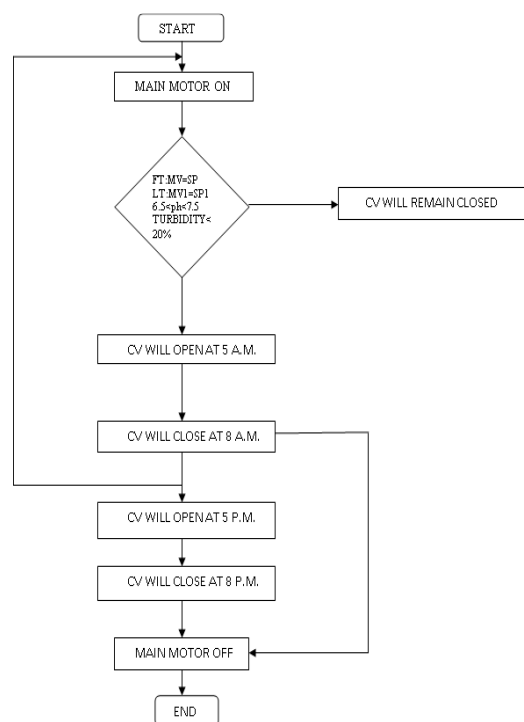 START
MAIN MOTOR ON
FT:MV=SP
LT:MV1=SP1
6.5<ph<7.5
TURBIDITY<
20%
CV WILL REMAIN CLOSED
CV WILL OPEN AT 5 A.M.
CV WILL CLOSE AT 8 A.M.
CV WILL OPEN AT 5 P.M.
CV WILL CLOSE AT 8 P.M.
MAIN MOTOR OFF
END